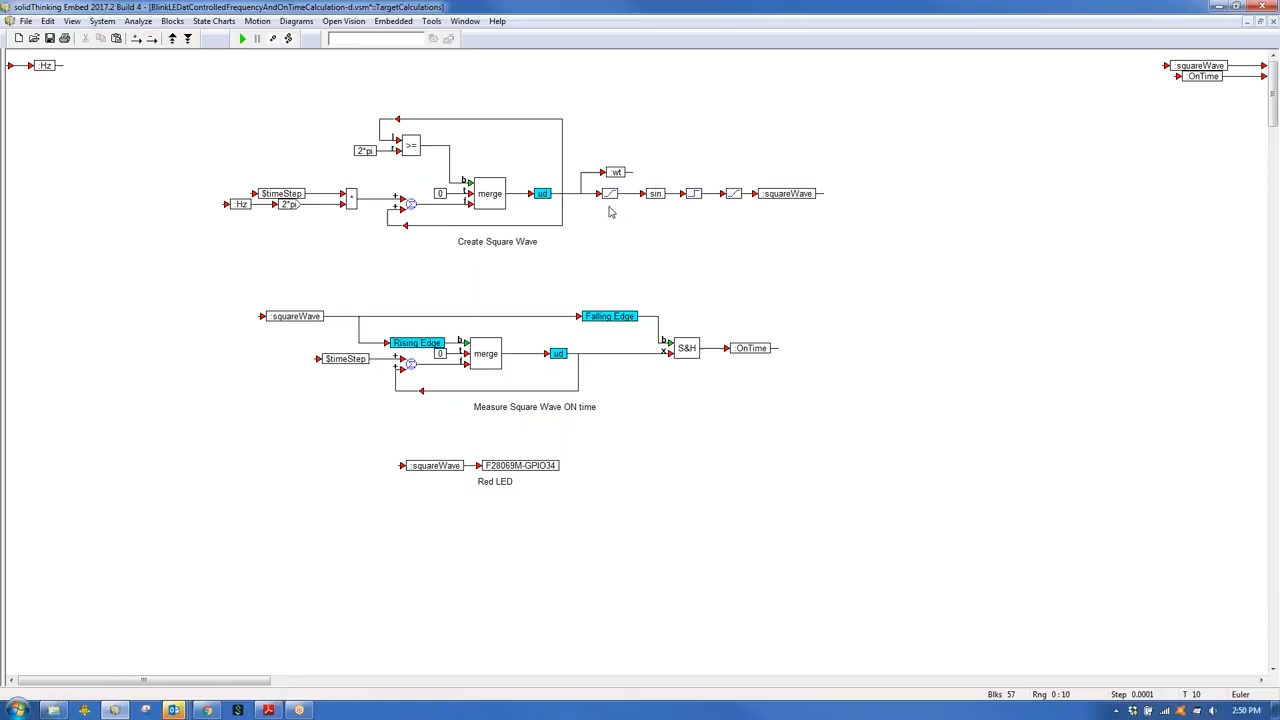 solidThinking Embed 2017.2 Build 4 - [BlinkLEDatControlledFrequencyAndOnTimeCalculation-d.vsm*::TargetCalculations]
File Edit View System Analyze Blocks State Charts Motion Diagrams Open Vision Embedded Tools Window Help
:Hz
:squareWave
:OnTime
l
r
>=
2*pi
:wt
$timeStep
:Hz
2*pi
*
+
+
Σ
0
b
t
f
merge
ud
sin
:squareWave
Create Square Wave
:squareWave
Falling Edge
Rising Edge
$timeStep
+
+
Σ
0
b
t
f
merge
ud
b
x
S&H
:OnTime
Measure Square Wave ON time
:squareWave
F28069M-GPIO34
Red LED
Blks 57 Rng 0 : 10 Step 0.0001 T 10 Euler
2:50 PM